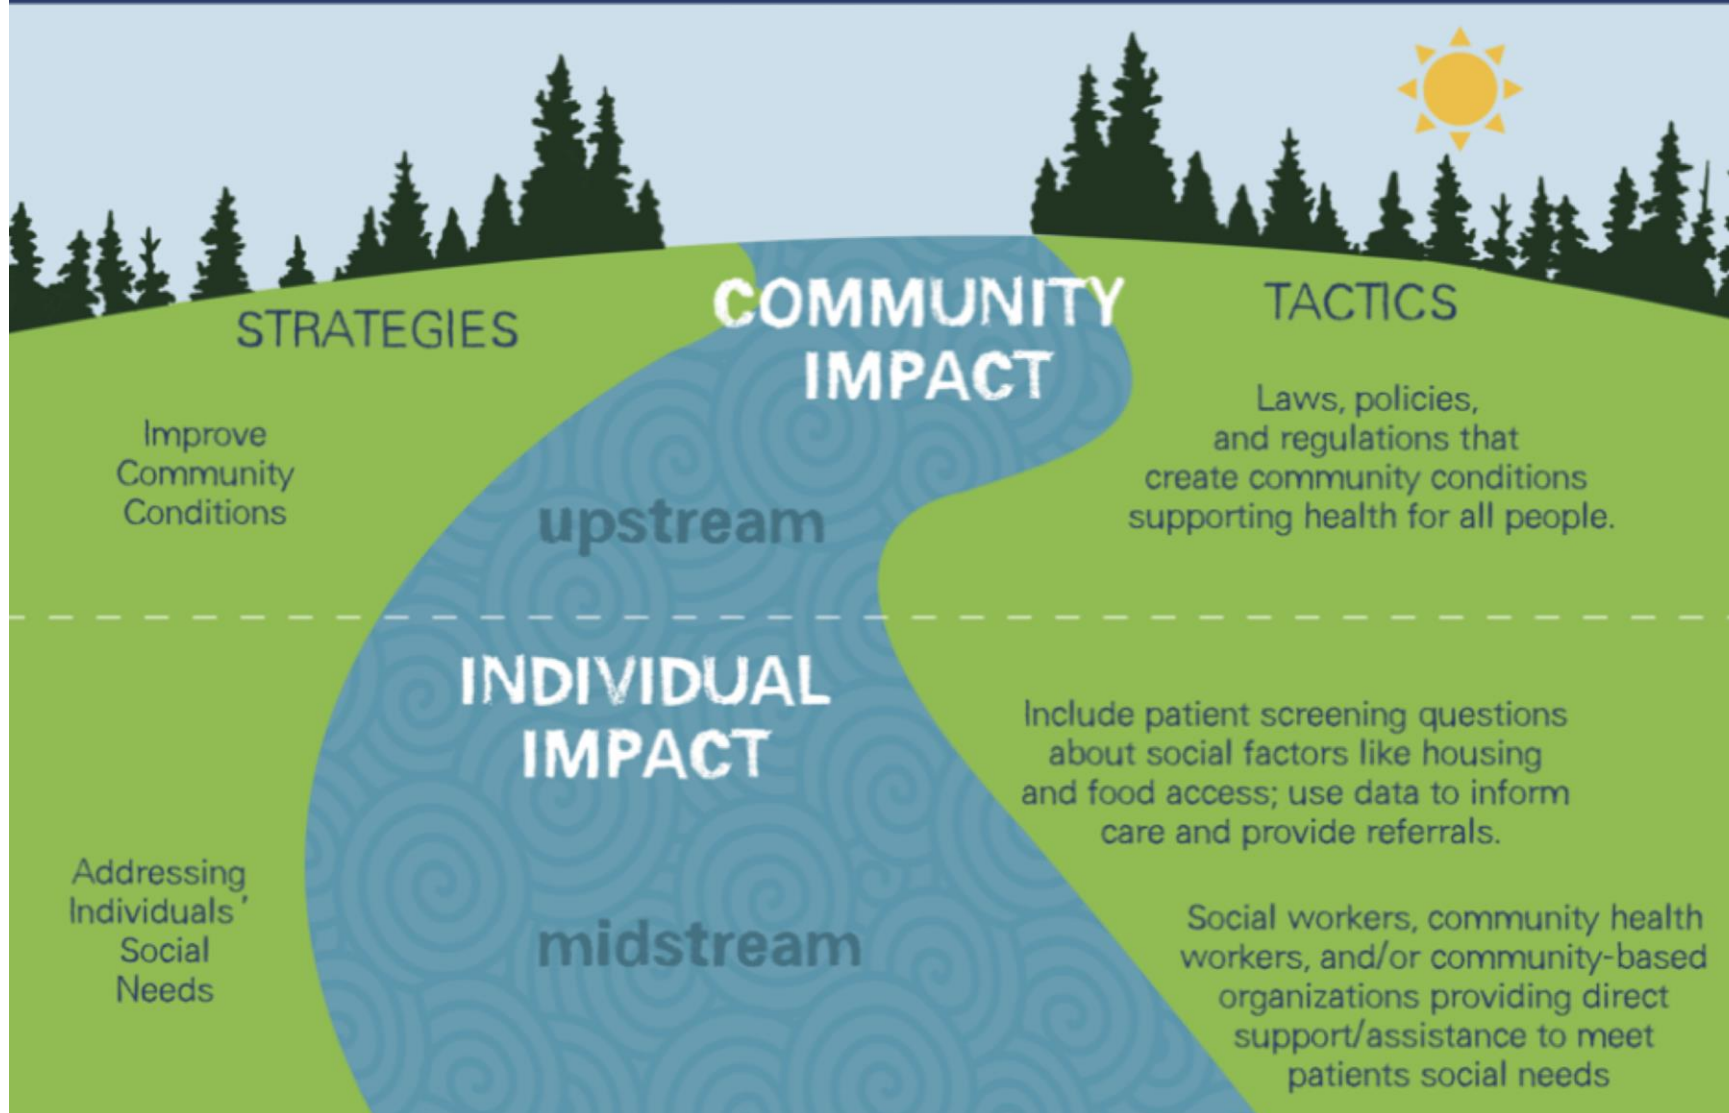 STRATEGIES
COMMUNITY
IMPACT
TACTICS
Improve
Community
Conditions
upstream
Laws, policies,
and regulations that
create community conditions
supporting health for all people.
INDIVIDUAL
IMPACT
Addressing
Individuals'
Social
Needs
midstream
Include patient screening questions
about social factors like housing
and food access; use data to inform
care and provide referrals.
Social workers, community health
workers, and/or community-based
organizations providing direct
support/assistance to meet
patients social needs